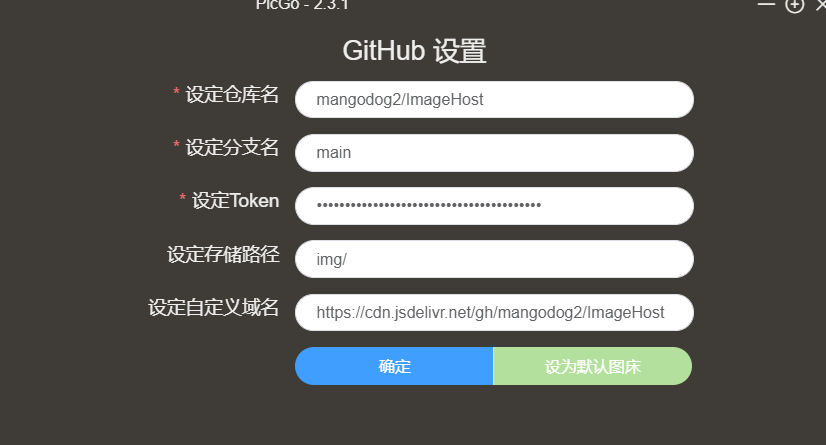 PicGo - 2.3.1
GitHub 设置
* 设定仓库名 mangodog2/ImageHost
* 设定分支名 main
* 设定Token ••••••••••••••••••••••••••••••••••••••••
设定存储路径 img/
设定自定义域名 https://cdn.jsdelivr.net/gh/mangodog2/ImageHost
确定 设为默认图床